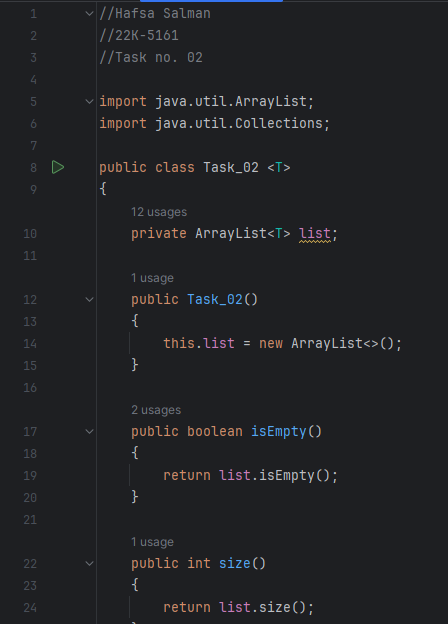 1 //Hafsa Salman
2 //22K-5161
3 //Task no. 02
4
5 import java.util.ArrayList;
6 import java.util.Collections;
7
8 public class Task_02 <T>
9 {
12 usages
10 private ArrayList<T> list;
11
1 usage
12 public Task_02()
13 {
14 this.list = new ArrayList<>();
15 }
16
2 usages
17 public boolean isEmpty()
18 {
19 return list.isEmpty();
20 }
21
1 usage
22 public int size()
23 {
24 return list.size();